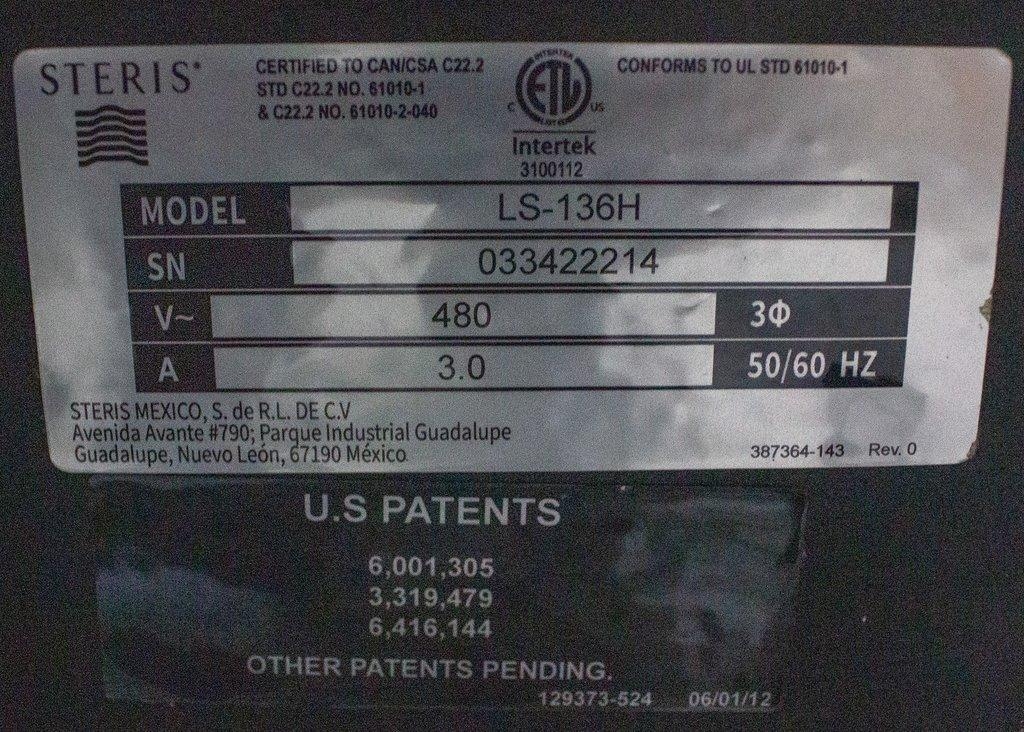 STERIS®
CERTIFIED TO CAN/CSA C22.2
STD C22.2 NO. 61010-1
& C22.2 NO. 61010-2-040
INTERTEK
ETL
C US
LISTED
Intertek
3100112
CONFORMS TO UL STD 61010-1
MODEL LS-136H
SN 033422214
V~ 480 3Φ
A 3.0 50/60 HZ
STERIS MEXICO, S. de R.L. DE C.V
Avenida Avante #790; Parque Industrial Guadalupe
Guadalupe, Nuevo León, 67190 México
387364-143 Rev. 0
U.S PATENTS
6,001,305
3,319,479
6,416,144
OTHER PATENTS PENDING.
129373-524 06/01/12